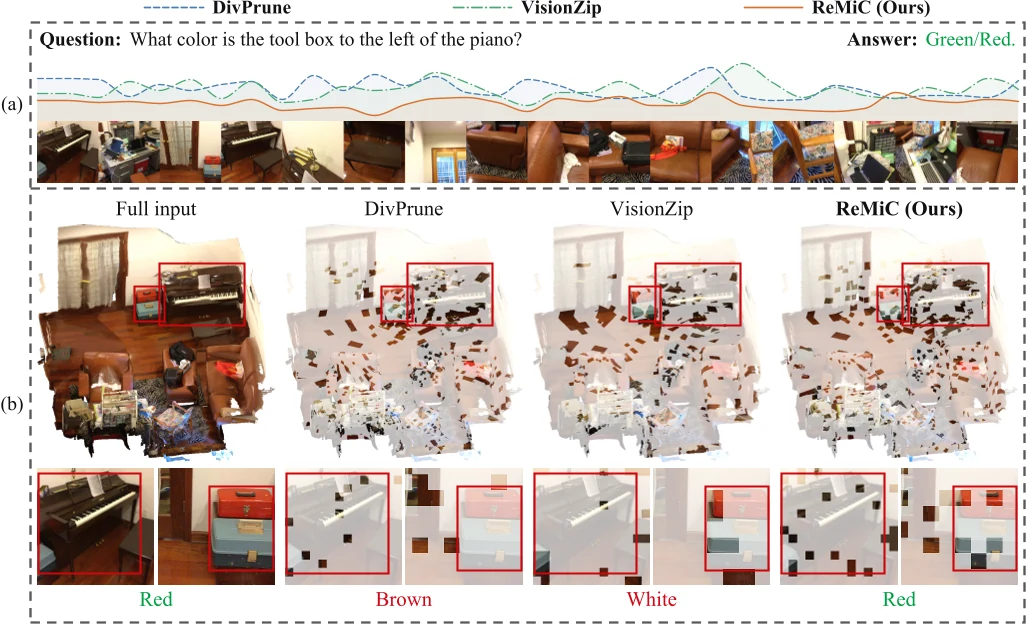 DivPrune VisionZip ReMiC (Ours)
Question: What color is the tool box to the left of the piano? Answer: Green/Red.
(a)
Full input DivPrune VisionZip ReMiC (Ours)
(b)
Red Brown White Red